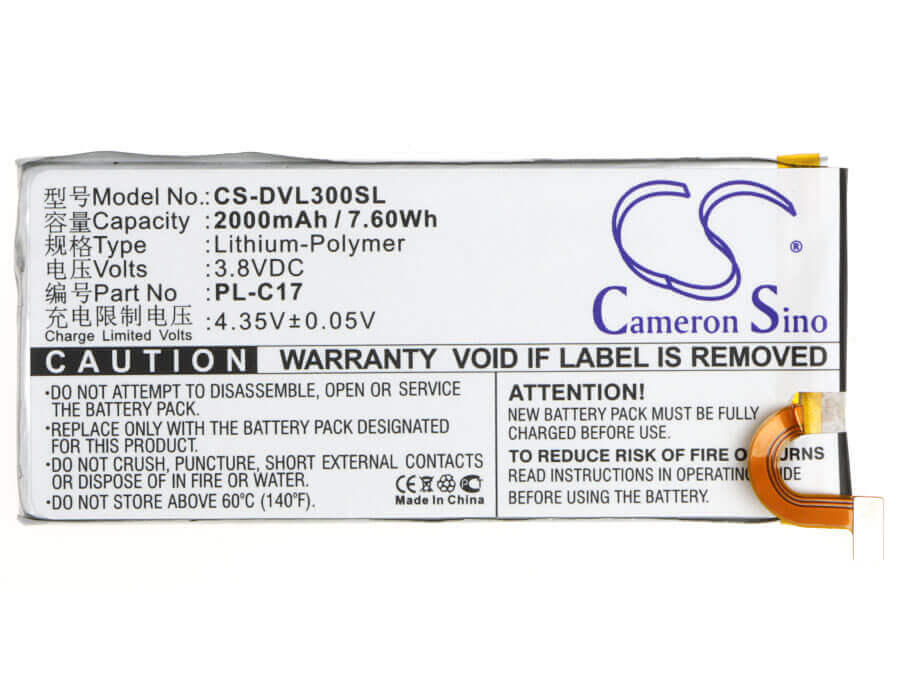 型号Model No.: CS-DVL300SL
容量Capacity : 2000mAh / 7.60Wh
规格Type : Lithium-Polymer
电压Volts : 3.8VDC
编号Part No : PL-C17
充电限制电压 : 4.35V±0.05V
Charge Limited Volts
CS
®
Cameron Sino
CAUTION
WARRANTY VOID IF LABEL IS REMOVED
•DO NOT ATTEMPT TO DISASSEMBLE, OPEN OR SERVICE
THE BATTERY PACK.
•REPLACE ONLY WITH THE BATTERY PACK DESIGNATED
FOR THIS PRODUCT.
•DO NOT CRUSH, PUNCTURE, SHORT EXTERNAL CONTACTS
OR DISPOSE OF IN FIRE OR WATER.
•DO NOT STORE ABOVE 60°C (140°F).
CE
Made In China
ATTENTION!
NEW BATTERY PACK MUST BE FULLY
CHARGED BEFORE USE.
TO REDUCE RISK OF FIRE OR BURNS
READ INSTRUCTIONS IN OPERATING GUIDE
BEFORE USING THE BATTERY.